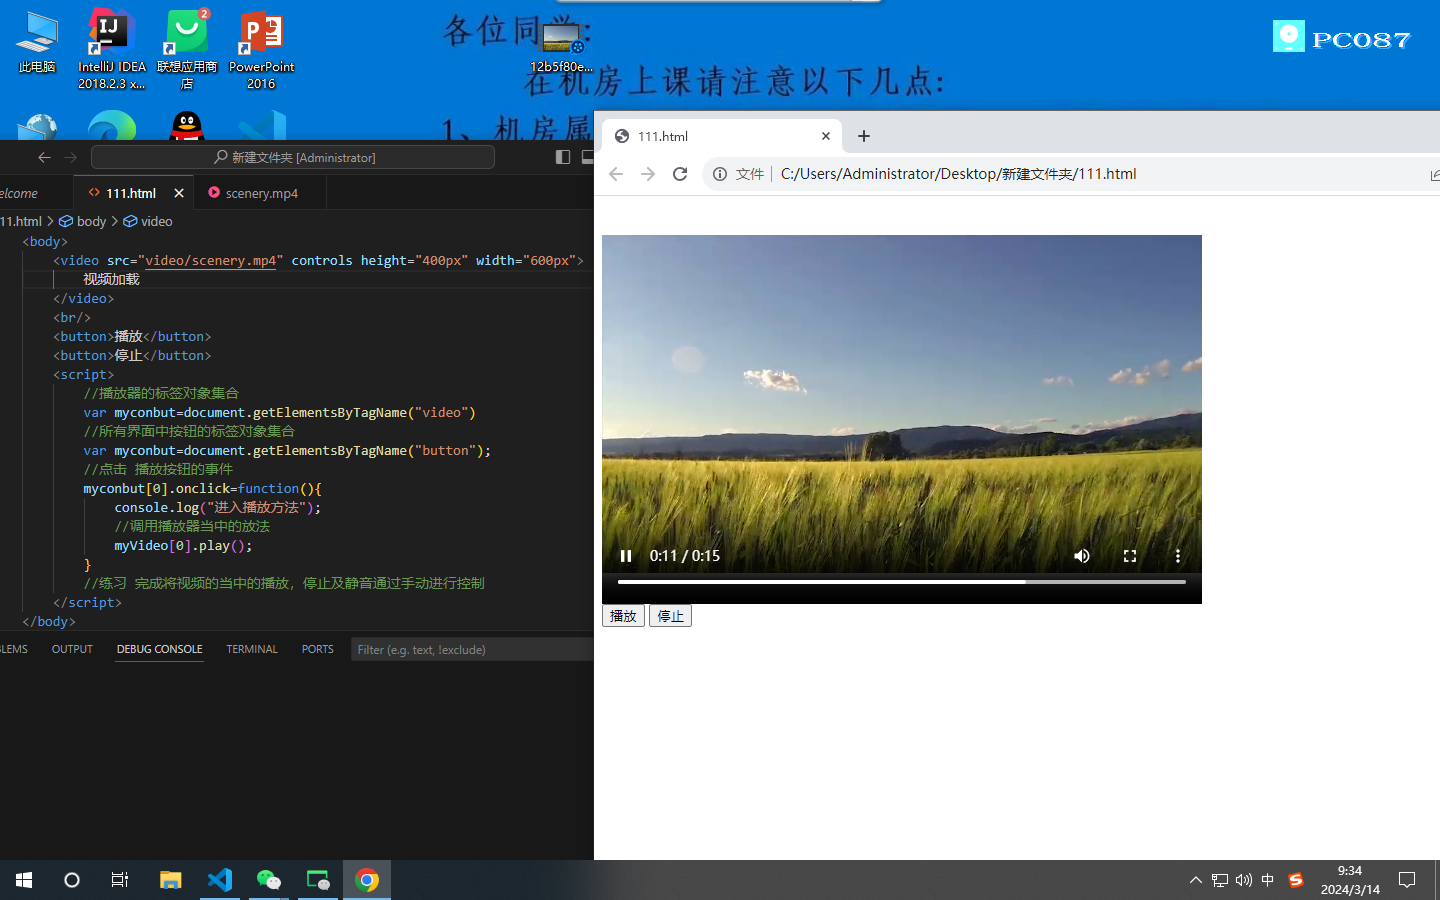 各位同学:
在机房上课请注意以下几点:
1、机房属
PC087
此电脑
IntelliJ IDEA
2018.2.3 x...
联想应用商
店
2
PowerPoint
2016
12b5f80e...
新建文件夹 [Administrator]
elcome
111.html
scenery.mp4
11.html > body > video
<body>
<video src="video/scenery.mp4" controls height="400px" width="600px">
视频加载
</video>
<br/>
<button>播放</button>
<button>停止</button>
<script>
//播放器的标签对象集合
var myconbut=document.getElementsByTagName("video")
//所有界面中按钮的标签对象集合
var myconbut=document.getElementsByTagName("button");
//点击 播放按钮的事件
myconbut[0].onclick=function(){
console.log("进入播放方法");
//调用播放器当中的放法
myVideo[0].play();
}
//练习 完成将视频的当中的播放，停止及静音通过手动进行控制
</script>
</body>
LEMS
OUTPUT
DEBUG CONSOLE
TERMINAL
PORTS
Filter (e.g. text, !exclude)
111.html
文件 | C:/Users/Administrator/Desktop/新建文件夹/111.html
0:11 / 0:15
播放
停止
中
9:34
2024/3/14